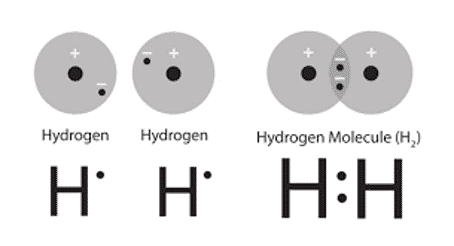 + − + − + − − +
Hydrogen Hydrogen Hydrogen Molecule (H₂)
H• H• H:H